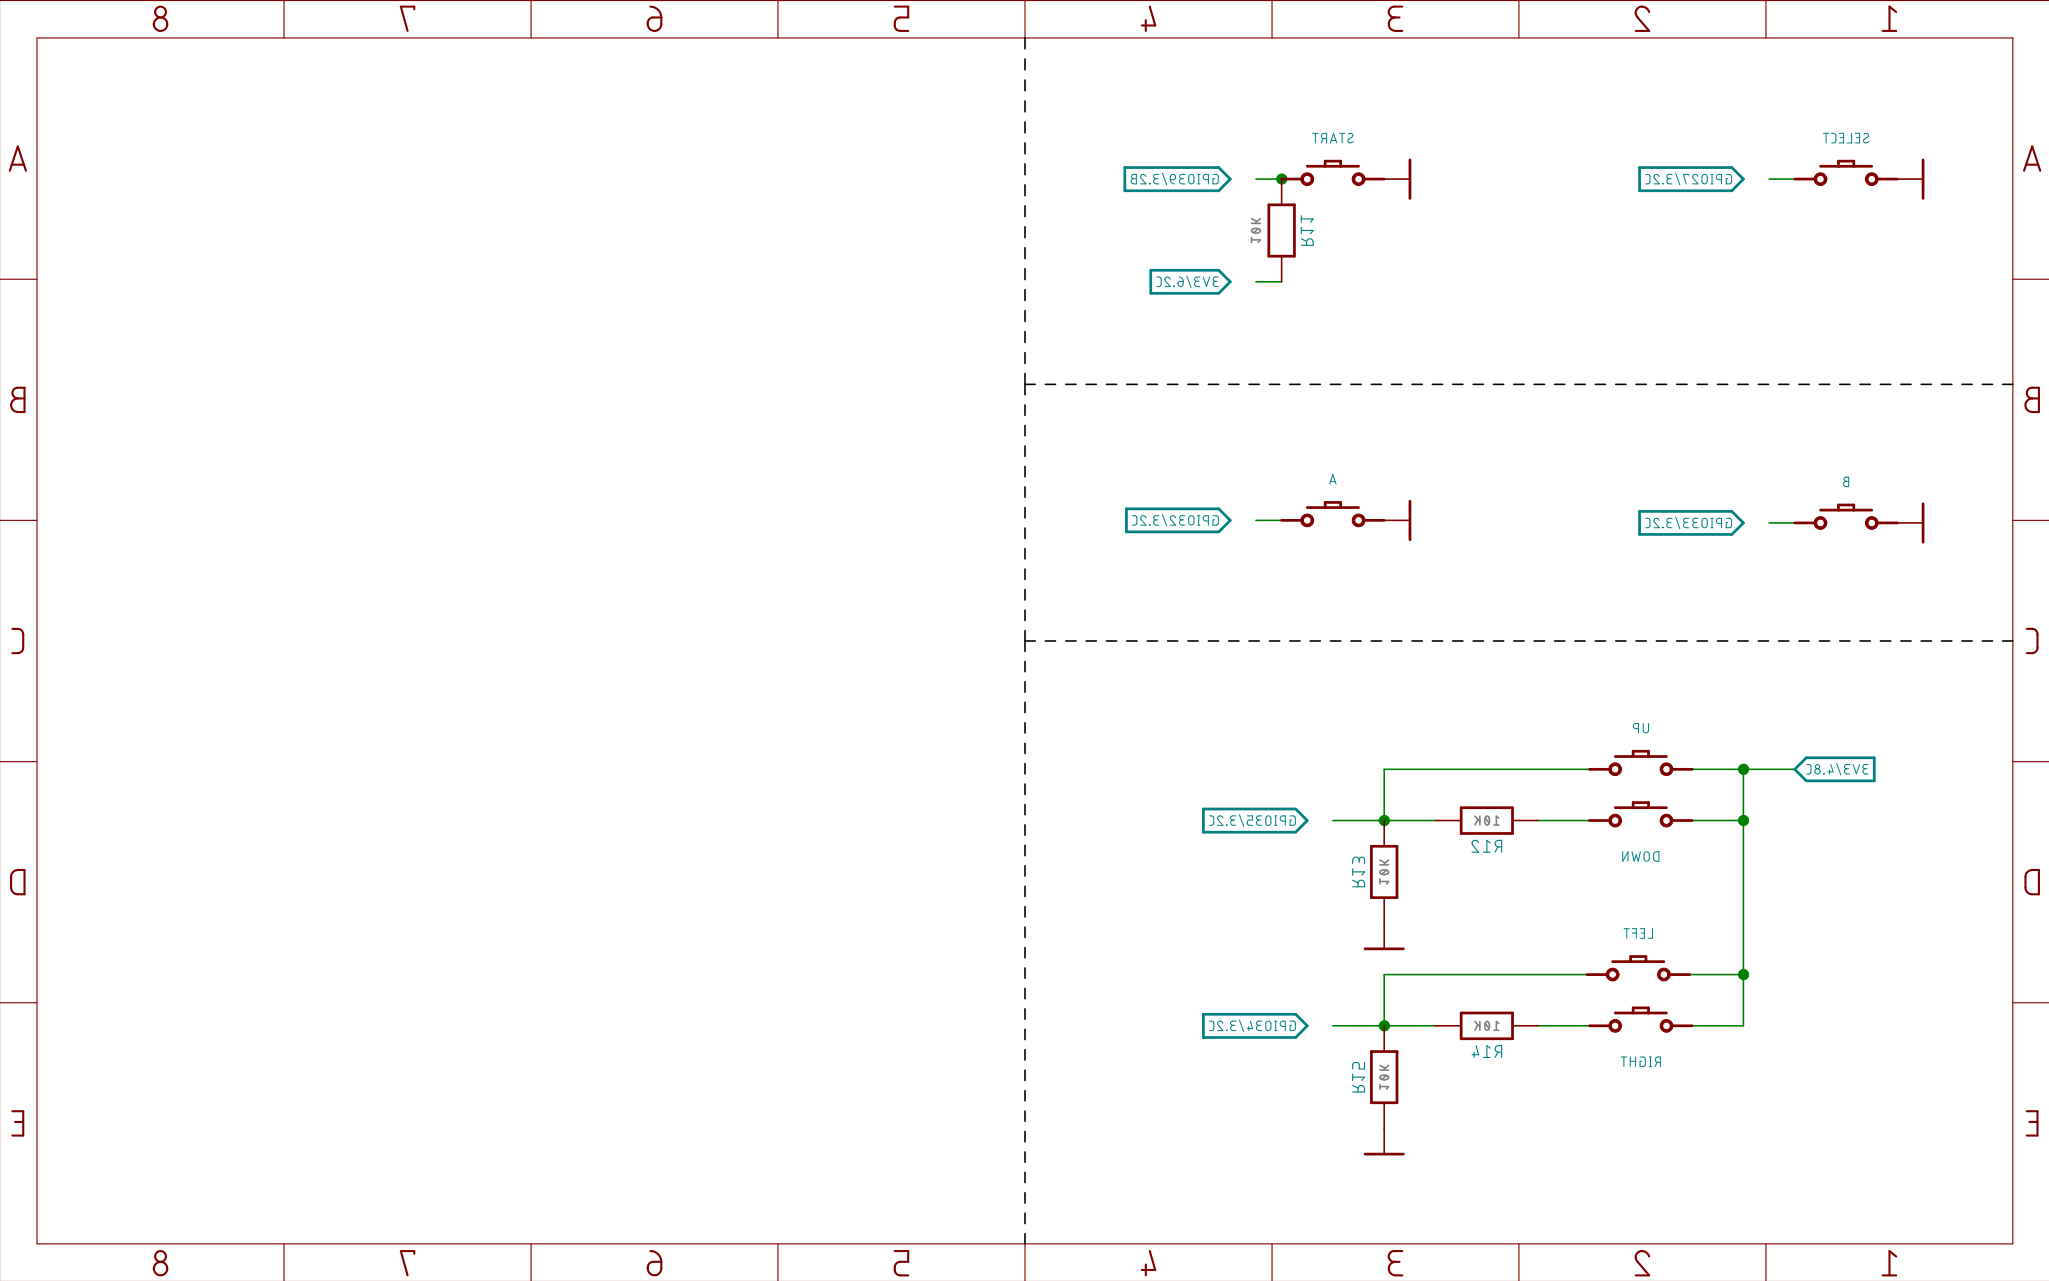 1 2 3 4 5 6 7 8
A A
SELECT START
GPIO27/3.2C GPIO39/3.2B
R11 10K
3V3/6.2C
B B
B A
GPIO33/3.2C GPIO32/3.2C
C C
UP
3V3/4.8C
10K GPIO35/3.2C
R12
DOWN
10K R13
D D
LEFT
10K GPIO34/3.2C
R14
RIGHT
10K R15
E E
1 2 3 4 5 6 7 8